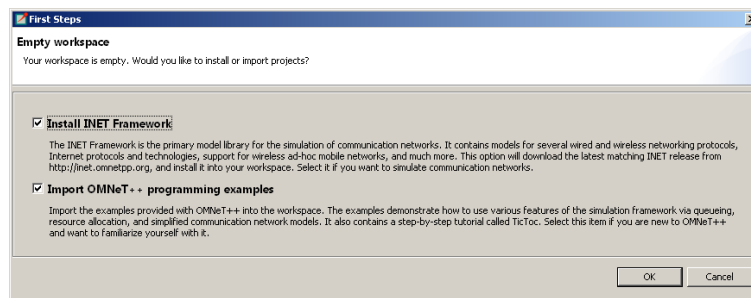 First Steps
Empty workspace
Your workspace is empty. Would you like to install or import projects?
Install INET Framework
The INET Framework is the primary model library for the simulation of communication networks. It contains models for several wired and wireless networking protocols,
Internet protocols and technologies, support for wireless ad-hoc mobile networks, and much more. This option will download the latest matching INET release from
http://inet.omnetpp.org, and install it into your workspace. Select it if you want to simulate communication networks.
Import OMNeT++ programming examples
Import the examples provided with OMNeT++ into the workspace. The examples demonstrate how to use various features of the simulation framework via queueing,
resource allocation, and simplified communication network models. It also contains a step-by-step tutorial called TicToc. Select this item if you are new to OMNeT++
and want to familiarize yourself with it.
OK Cancel